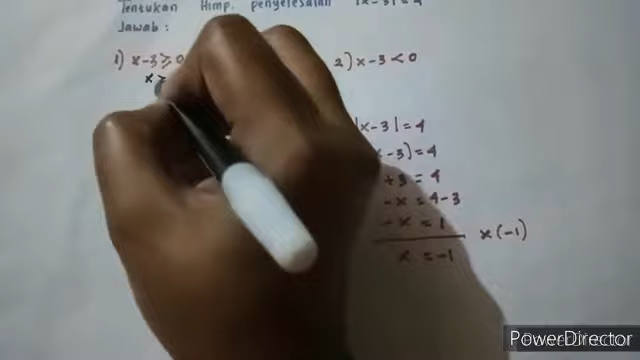 Tentukan Himp. penyelesaian |x-3| = 4
Jawab :
1) x-3 ≥ 0
x ≥
2) x-3 < 0
|x-3| = 4
x-3) = 4
+3 = 4
-x = 4-3
-x = 1
x(-1)
x = -1
PowerDirector